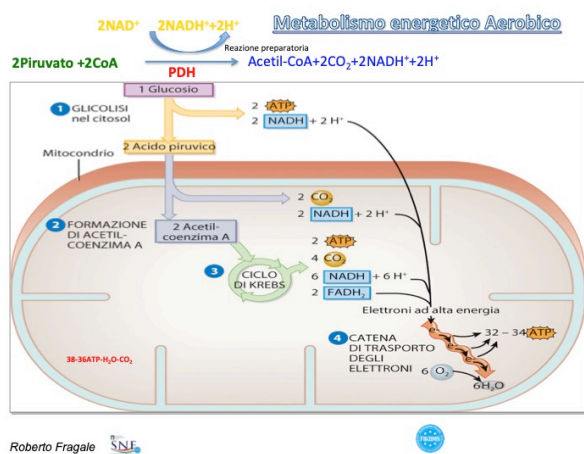 Metabolismo energetico Aerobico
2NAD⁺ 2NADH⁺+2H⁺
Reazione preparatoria
2Piruvato +2CoA Acetil-CoA+2CO₂+2NADH⁺+2H⁺
PDH
1 Glucosio
1 GLICOLISI
nel citosol
2 ATP
2 NADH + 2 H⁺
2 Acido piruvico
Mitocondrio
2 CO₂
2 NADH + 2 H⁺
2 FORMAZIONE
DI ACETIL-
COENZIMA A
2 Acetil-
coenzima A
3
CICLO
DI KREBS
2 ATP
4 CO₂
6 NADH + 6 H⁺
2 FADH₂
Elettroni ad alta energia
4 CATENA
DI TRASPORTO
DEGLI
ELETTRONI
e⁻
e⁻
e⁻
32 – 34 ATP
6 O₂
6H₂O
38-36ATP-H₂O-CO₂
Roberto Fragale
SNF